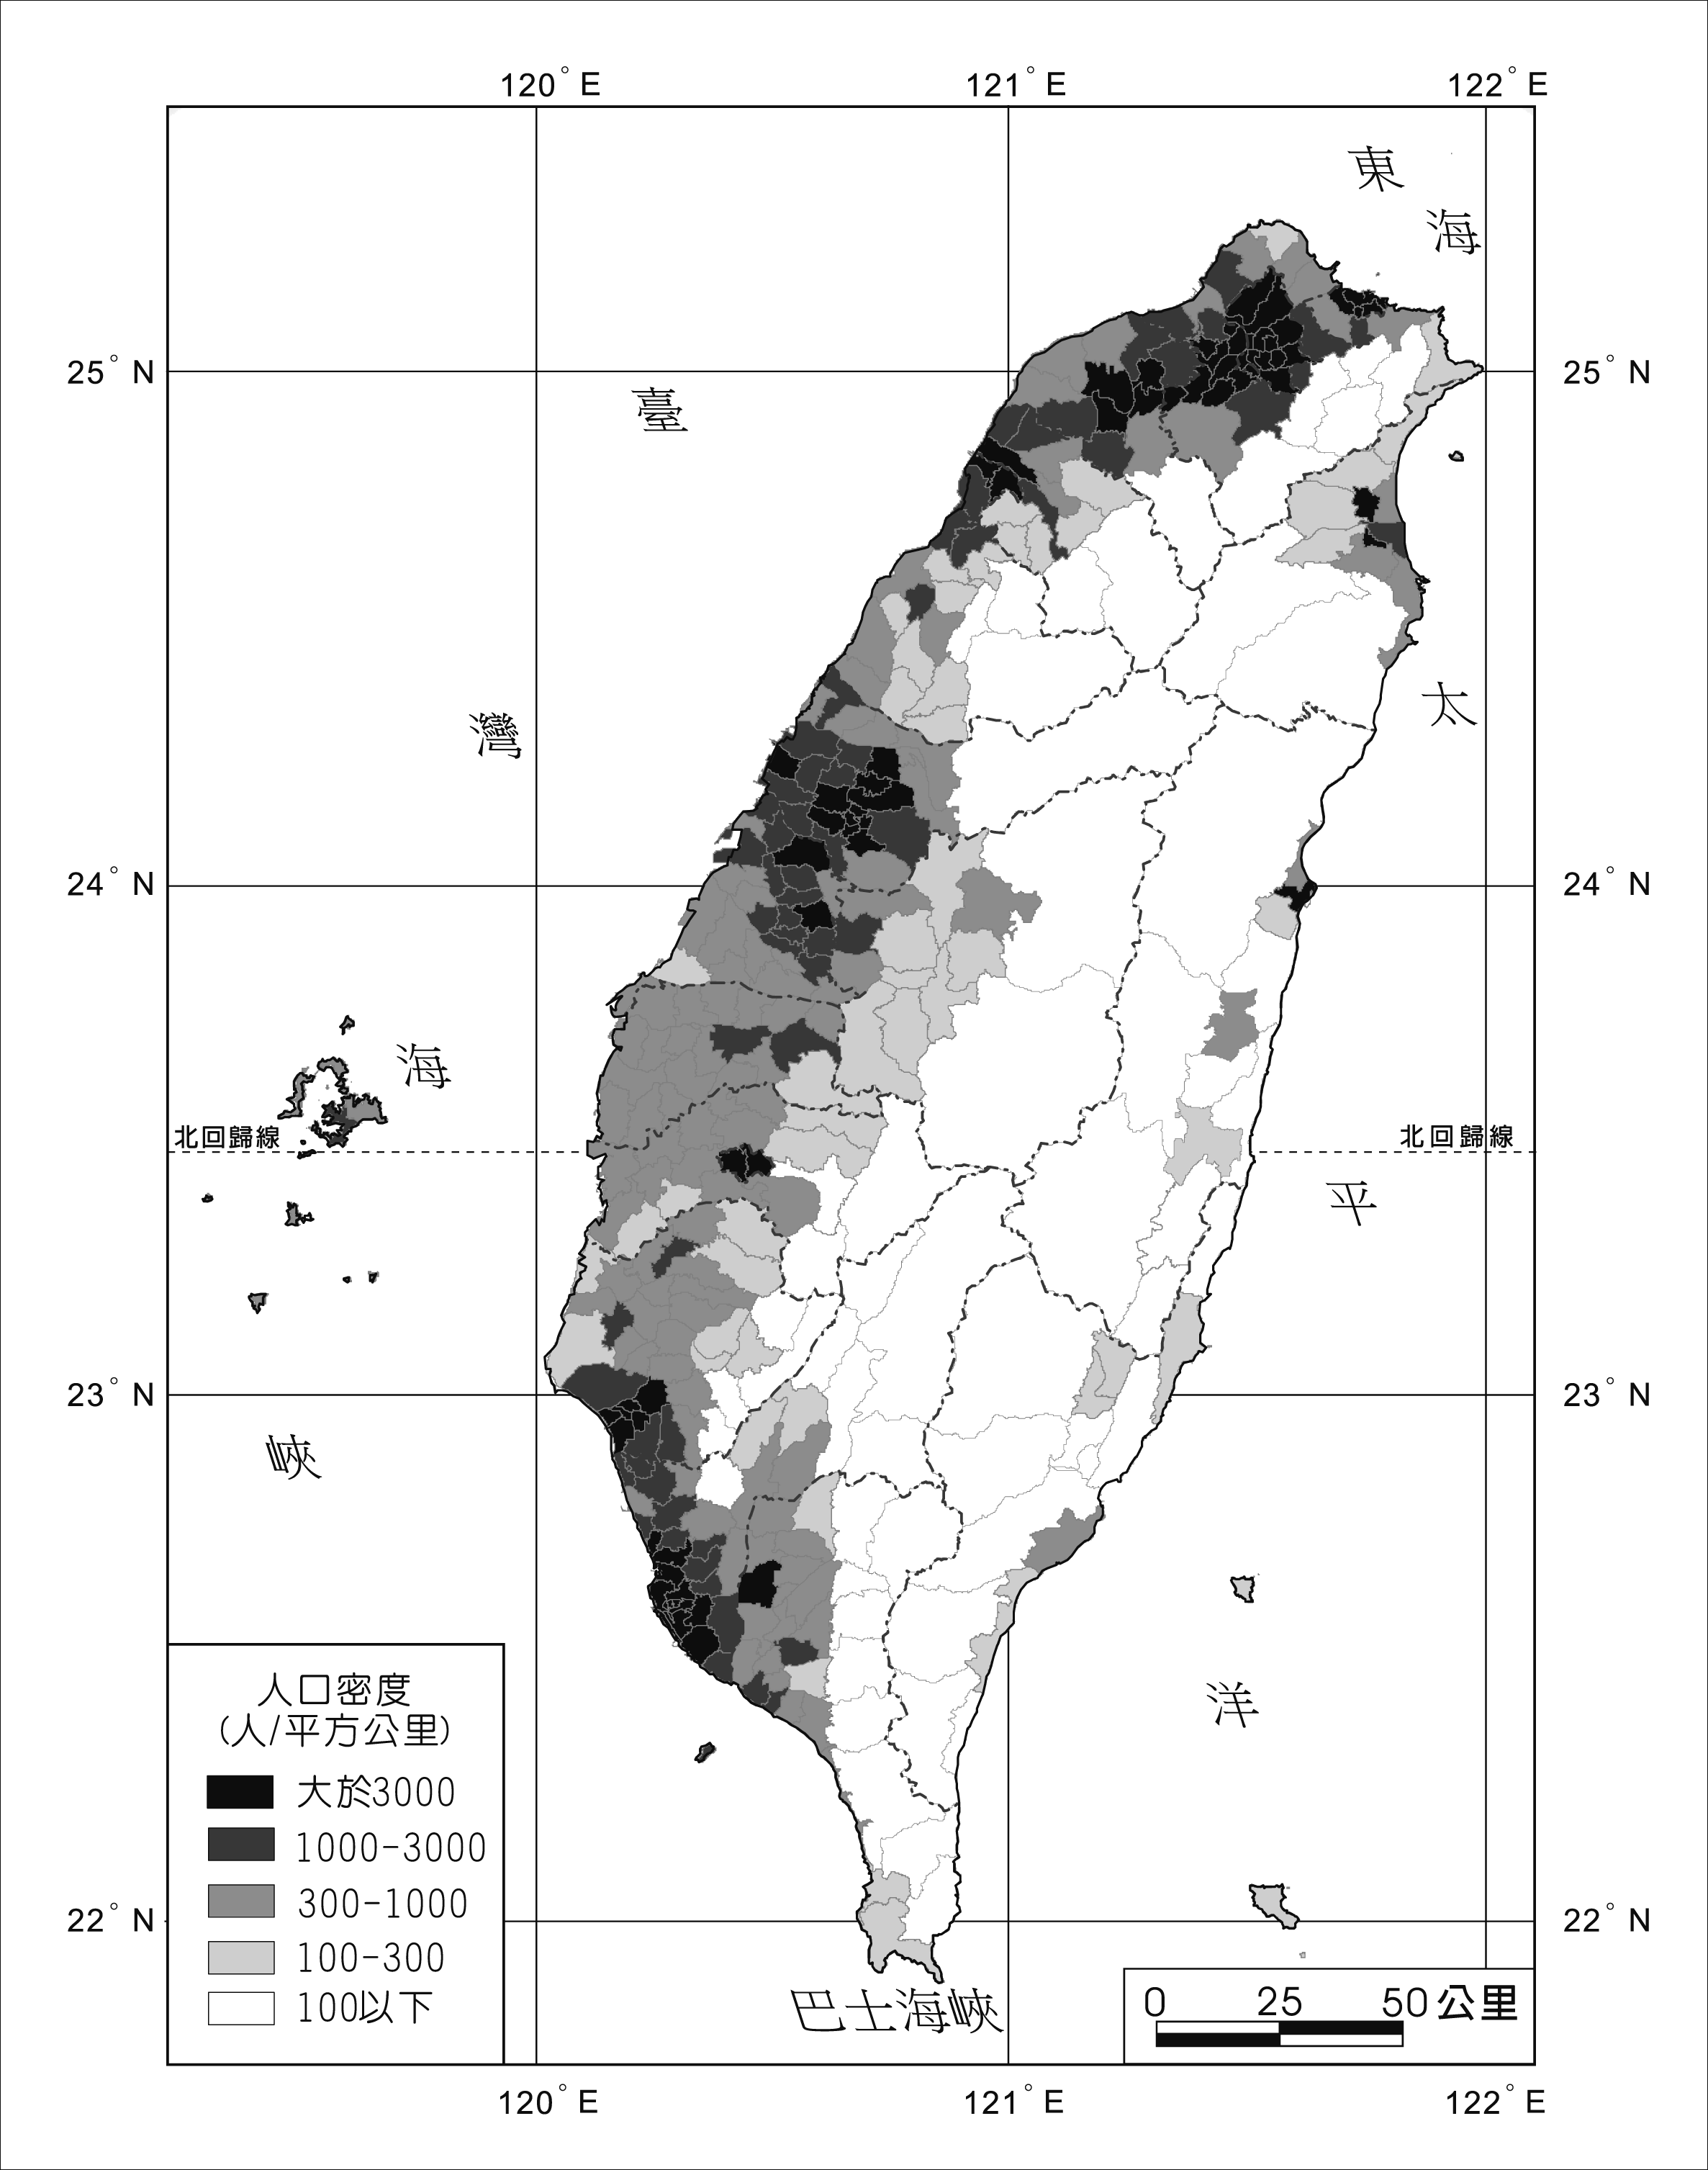 120°E 121°E 122°E
東
海
25°N 25°N
臺
太
灣
24°N 24°N
海
北回歸線 北回歸線
平
23°N 23°N
峽
洋
人口密度
(人/平方公里)
大於3000
1000-3000
300-1000
100-300
100以下
22°N 22°N
巴士海峽
0 25 50公里
120°E 121°E 122°E